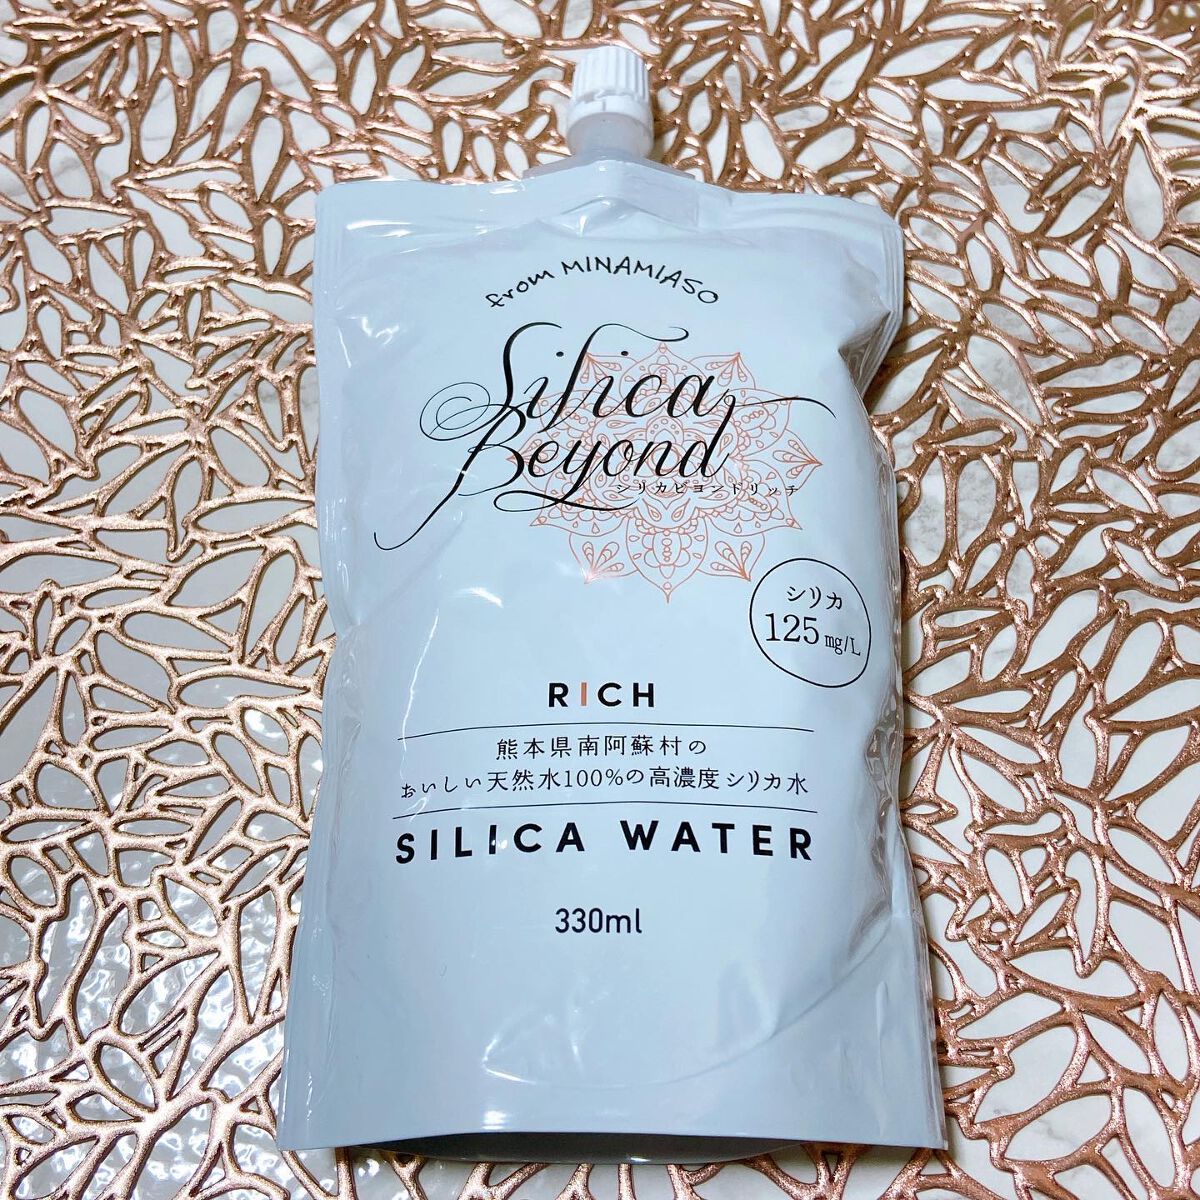 from MINAMIASO
Silica
Beyond
シリカビヨンドリッチ
シリカ
125mg/L
RICH
熊本県南阿蘇村の
おいしい天然水100%の高濃度シリカ水
SILICA WATER
330ml